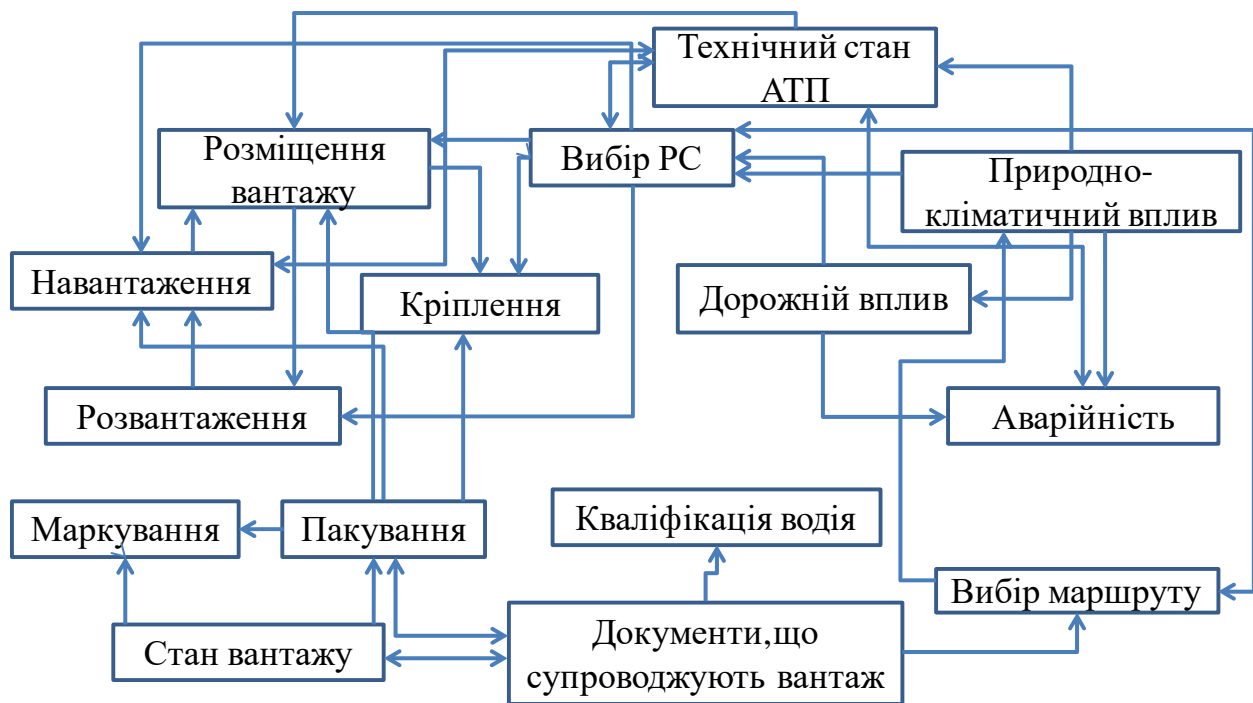 Технічний стан
АТП
Розміщення
вантажу
Вибір РС
Природно-
кліматичний вплив
Навантаження
Кріплення
Дорожній вплив
Розвантаження
Аварійність
Маркування
Пакування
Кваліфікація водія
Вибір маршруту
Стан вантажу
Документи,що
супроводжують вантаж